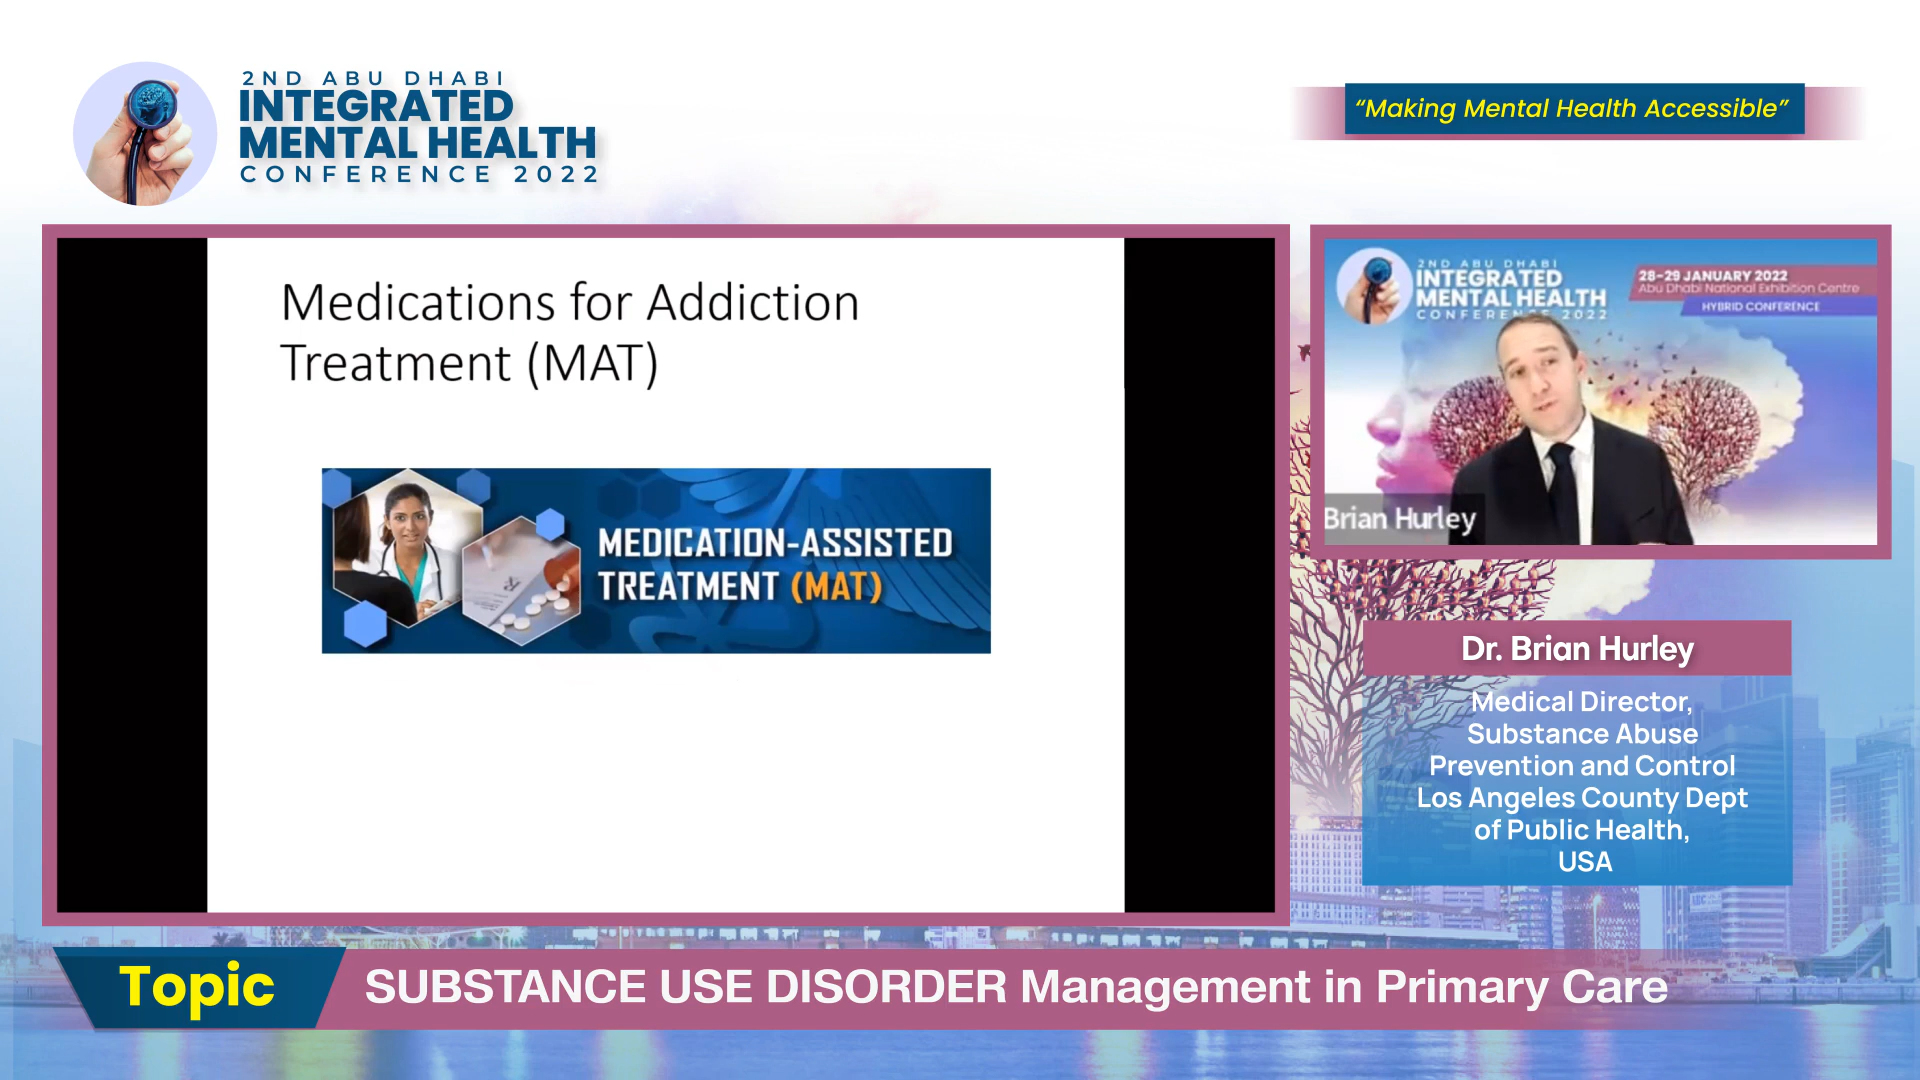 2ND ABU DHABI
INTEGRATED
MENTAL HEALTH
CONFERENCE 2022
“Making Mental Health Accessible”
Medications for Addiction
Treatment (MAT)
MEDICATION-ASSISTED
TREATMENT (MAT)
2ND ABU DHABI
INTEGRATED
MENTAL HEALTH
CONFERENCE 2022
28-29 JANUARY 2022
Abu Dhabi National Exhibition Centre
HYBRID CONFERENCE
Brian Hurley
Dr. Brian Hurley
Medical Director,
Substance Abuse
Prevention and Control
Los Angeles County Dept
of Public Health,
USA
Topic
SUBSTANCE USE DISORDER Management in Primary Care